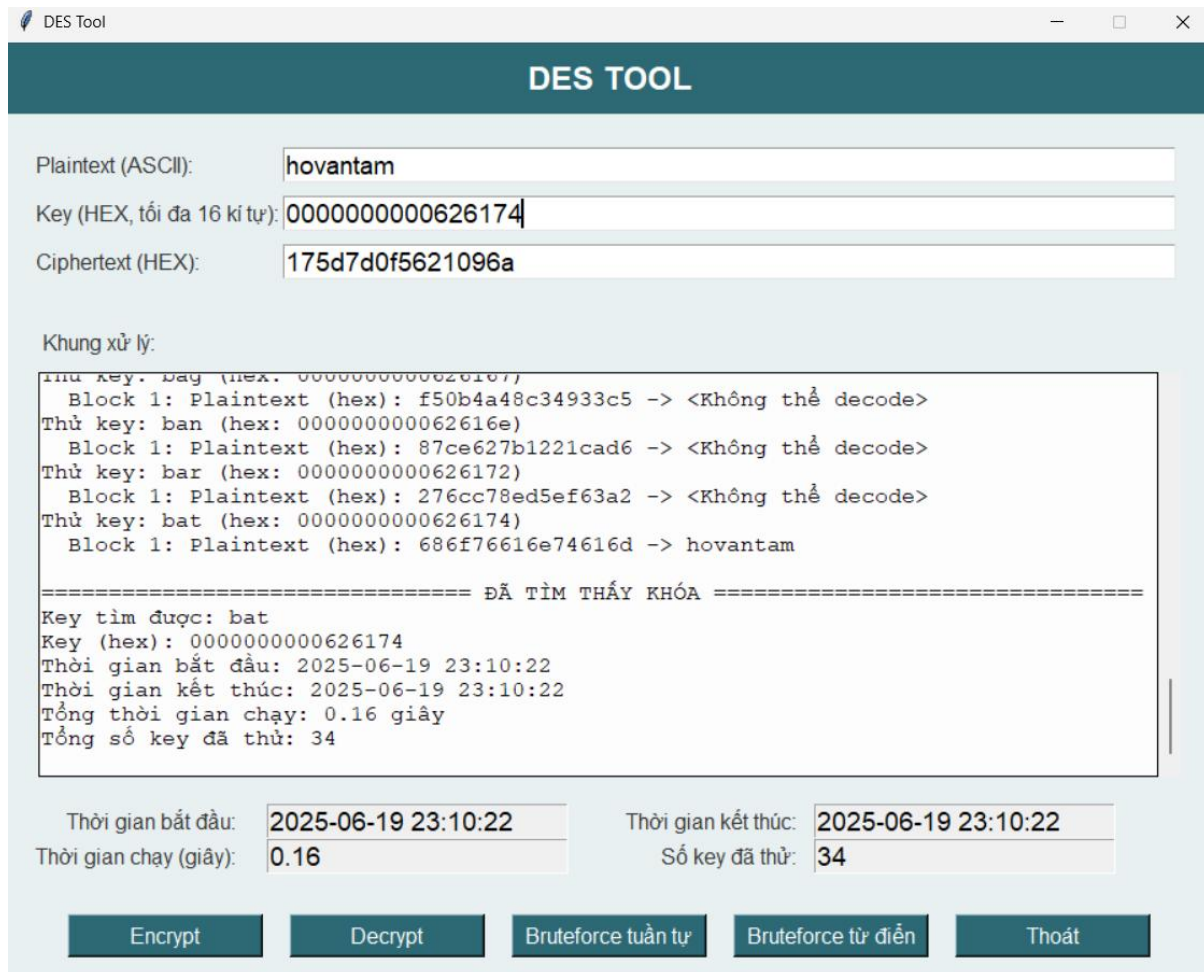 DES Tool
DES TOOL
Plaintext (ASCII): hovantam
Key (HEX, tối đa 16 kí tự): 0000000000626174
Ciphertext (HEX): 175d7d0f5621096a
Khung xử lý:
Thử key: bag (hex: 0000000000626167)
Block 1: Plaintext (hex): f50b4a48c34933c5 -> <Không thể decode>
Thử key: ban (hex: 000000000062616e)
Block 1: Plaintext (hex): 87ce627b1221cad6 -> <Không thể decode>
Thử key: bar (hex: 0000000000626172)
Block 1: Plaintext (hex): 276cc78ed5ef63a2 -> <Không thể decode>
Thử key: bat (hex: 0000000000626174)
Block 1: Plaintext (hex): 686f76616e74616d -> hovantam
================================ ĐÃ TÌM THẤY KHÓA ================================
Key tìm được: bat
Key (hex): 0000000000626174
Thời gian bắt đầu: 2025-06-19 23:10:22
Thời gian kết thúc: 2025-06-19 23:10:22
Tổng thời gian chạy: 0.16 giây
Tổng số key đã thử: 34
Thời gian bắt đầu: 2025-06-19 23:10:22 Thời gian kết thúc: 2025-06-19 23:10:22
Thời gian chạy (giây): 0.16 Số key đã thử: 34
Encrypt Decrypt Bruteforce tuần tự Bruteforce từ điển Thoát